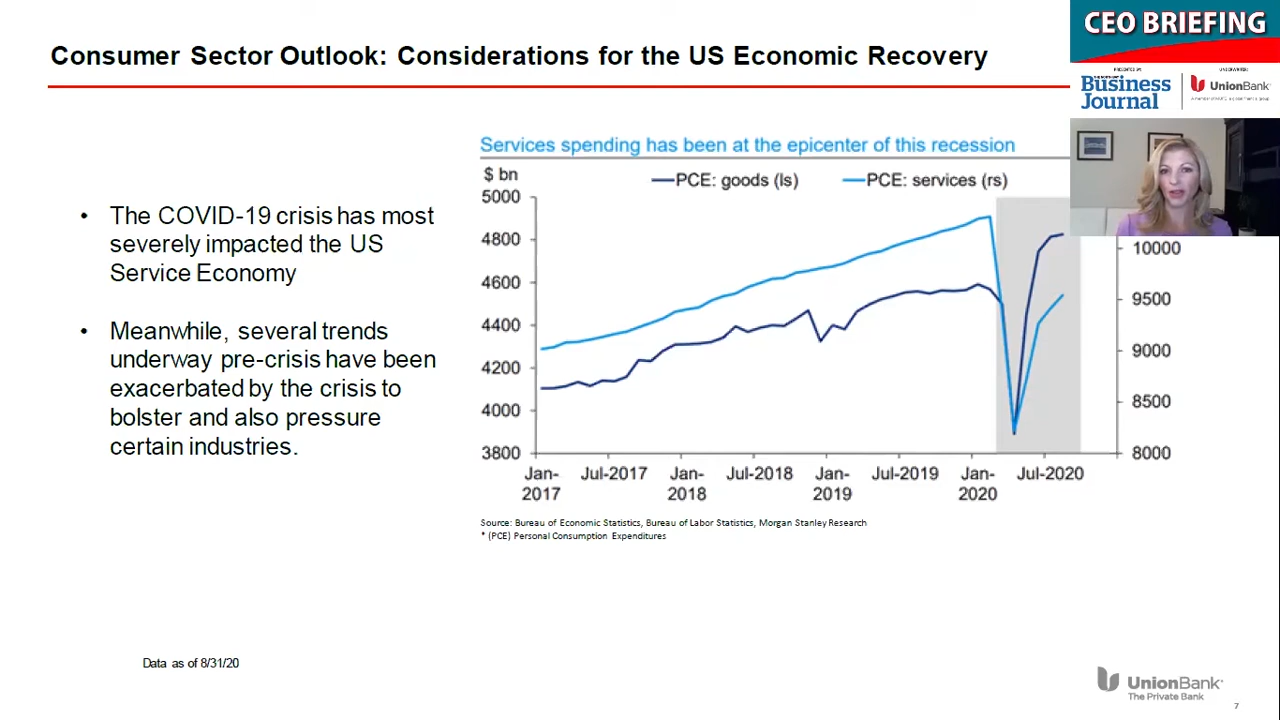 Consumer Sector Outlook: Considerations for the US Economic Recovery
CEO BRIEFING
PRESENTED BY:
UNDERWRITER:
Business
Journal
UnionBank
Services spending has been at the epicenter of this recession
• The COVID-19 crisis has most
severely impacted the US
Service Economy
• Meanwhile, several trends
underway pre-crisis have been
exacerbated by the crisis to
bolster and also pressure
certain industries.
$ bn
PCE: goods (ls)
PCE: services (rs)
5000
4800
4600
4400
4200
4000
3800
10000
9500
9000
8500
8000
Jan-
2017
Jul-2017
Jan-
2018
Jul-2018
Jan-
2019
Jul-2019
Jan-
2020
Jul-2020
Source: Bureau of Economic Statistics, Bureau of Labor Statistics, Morgan Stanley Research
* (PCE) Personal Consumption Expenditures
Data as of 8/31/20
UnionBank®
The Private Bank
7